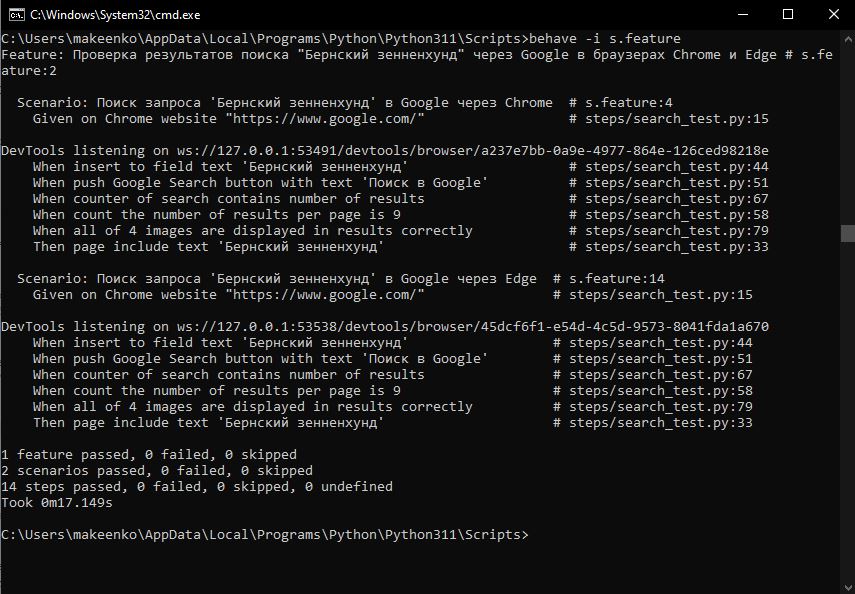 C:\Windows\System32\cmd.exe
C:\Users\makeenko\AppData\Local\Programs\Python\Python311\Scripts>behave -i s.feature
Feature: Проверка результатов поиска "Бернский зенненхунд" через Google в браузерах Chrome и Edge # s.fe
ature:2
Scenario: Поиск запроса 'Бернский зенненхунд' в Google через Chrome # s.feature:4
Given on Chrome website "https://www.google.com/" # steps/search_test.py:15
DevTools listening on ws://127.0.0.1:53491/devtools/browser/a237e7bb-0a9e-4977-864e-126ced98218e
When insert to field text 'Бернский зенненхунд' # steps/search_test.py:44
When push Google Search button with text 'Поиск в Google' # steps/search_test.py:51
When counter of search contains number of results # steps/search_test.py:67
When count the number of results per page is 9 # steps/search_test.py:58
When all of 4 images are displayed in results correctly # steps/search_test.py:79
Then page include text 'Бернский зенненхунд' # steps/search_test.py:33
Scenario: Поиск запроса 'Бернский зенненхунд' в Google через Edge # s.feature:14
Given on Chrome website "https://www.google.com/" # steps/search_test.py:15
DevTools listening on ws://127.0.0.1:53538/devtools/browser/45dcf6f1-e54d-4c5d-9573-8041fda1a670
When insert to field text 'Бернский зенненхунд' # steps/search_test.py:44
When push Google Search button with text 'Поиск в Google' # steps/search_test.py:51
When counter of search contains number of results # steps/search_test.py:67
When count the number of results per page is 9 # steps/search_test.py:58
When all of 4 images are displayed in results correctly # steps/search_test.py:79
Then page include text 'Бернский зенненхунд' # steps/search_test.py:33
1 feature passed, 0 failed, 0 skipped
2 scenarios passed, 0 failed, 0 skipped
14 steps passed, 0 failed, 0 skipped, 0 undefined
Took 0m17.149s
C:\Users\makeenko\AppData\Local\Programs\Python\Python311\Scripts>